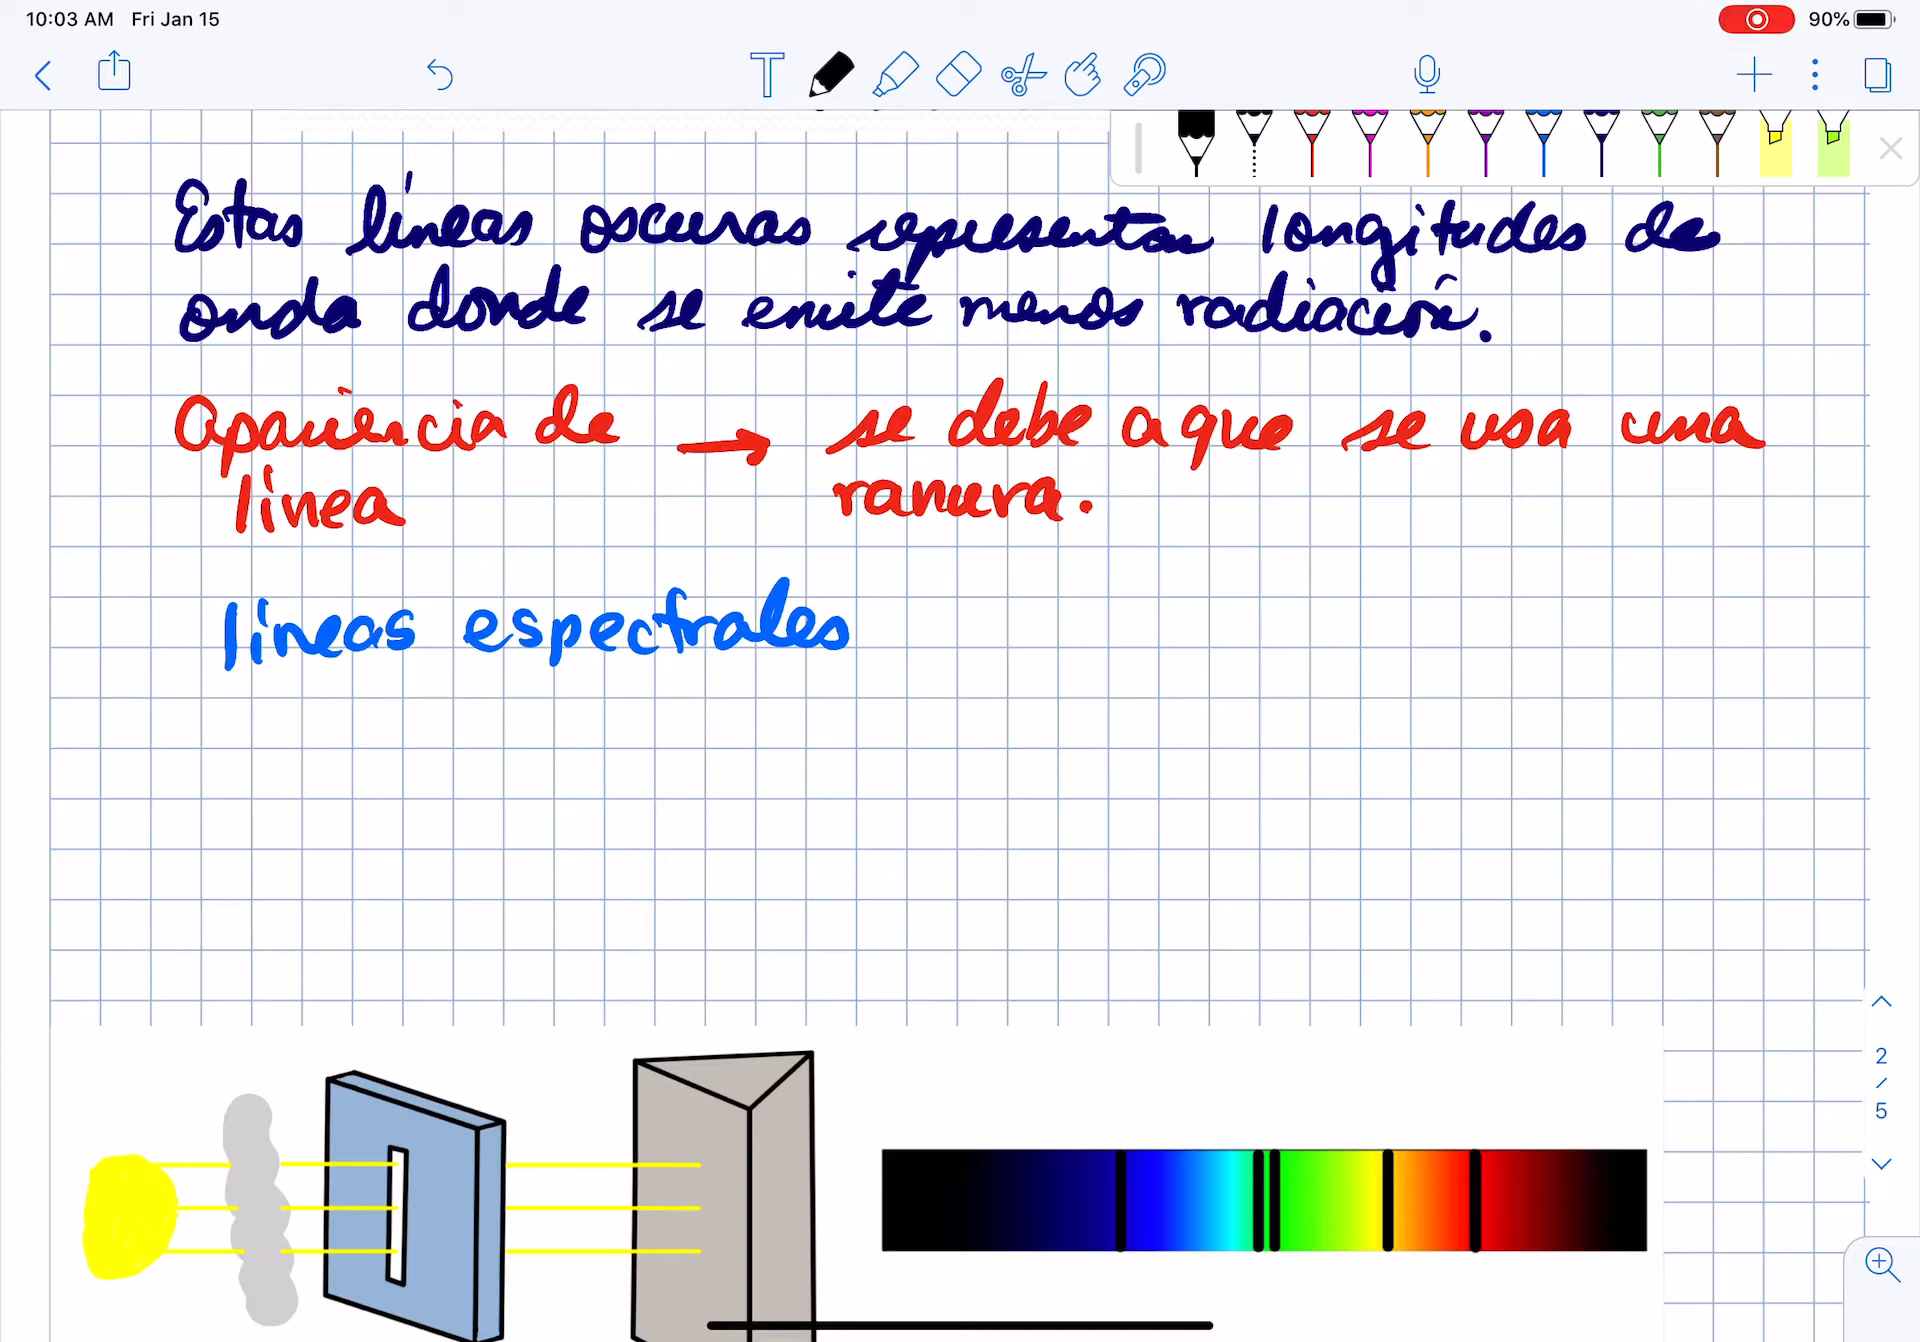 10:03 AM Fri Jan 15
90%
T
Estas líneas oscuras representan longitudes de
onda donde se emite menos radiación.
Apariencia de → se debe a que se usa una
línea ranura.
líneas espectrales
2
/
5